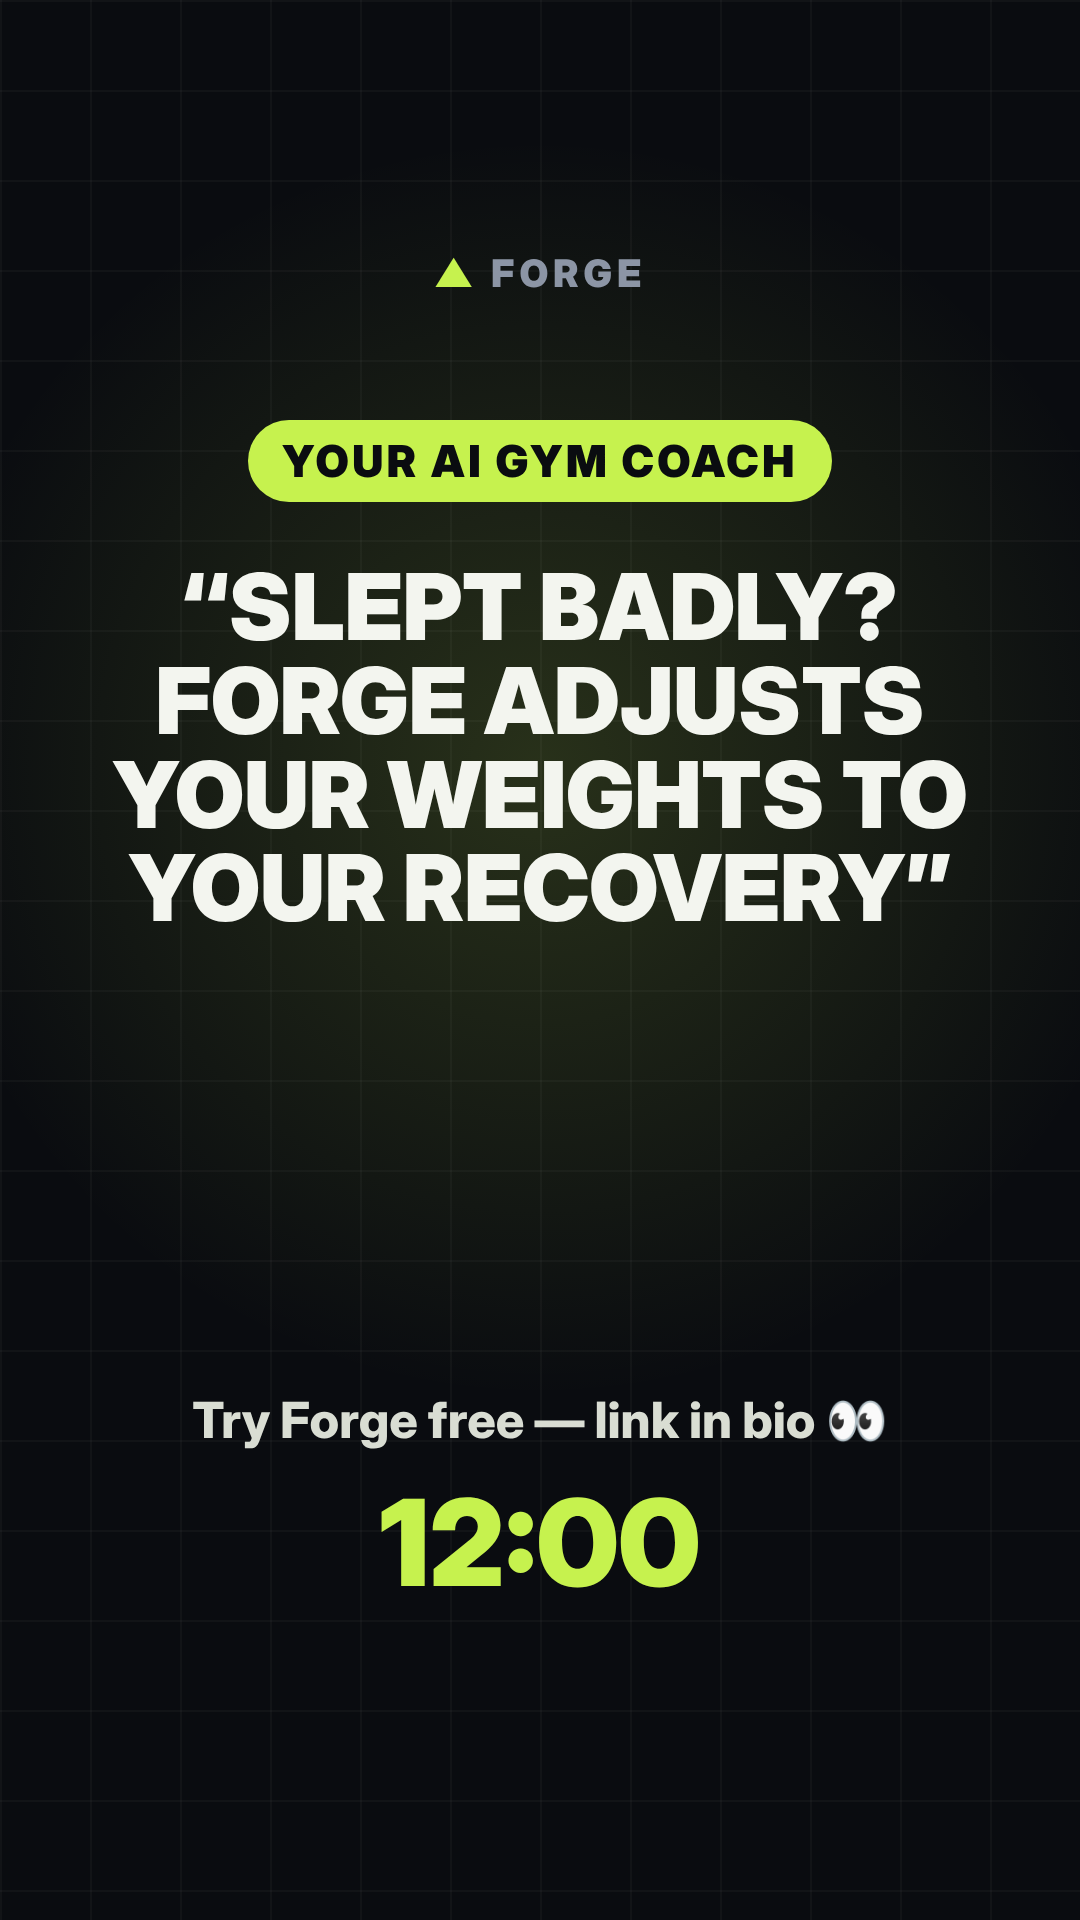 ▲ FORGE
YOUR AI GYM COACH
“SLEPT BADLY?
FORGE ADJUSTS
YOUR WEIGHTS TO
YOUR RECOVERY”
Try Forge free — link in bio 👀
12:00